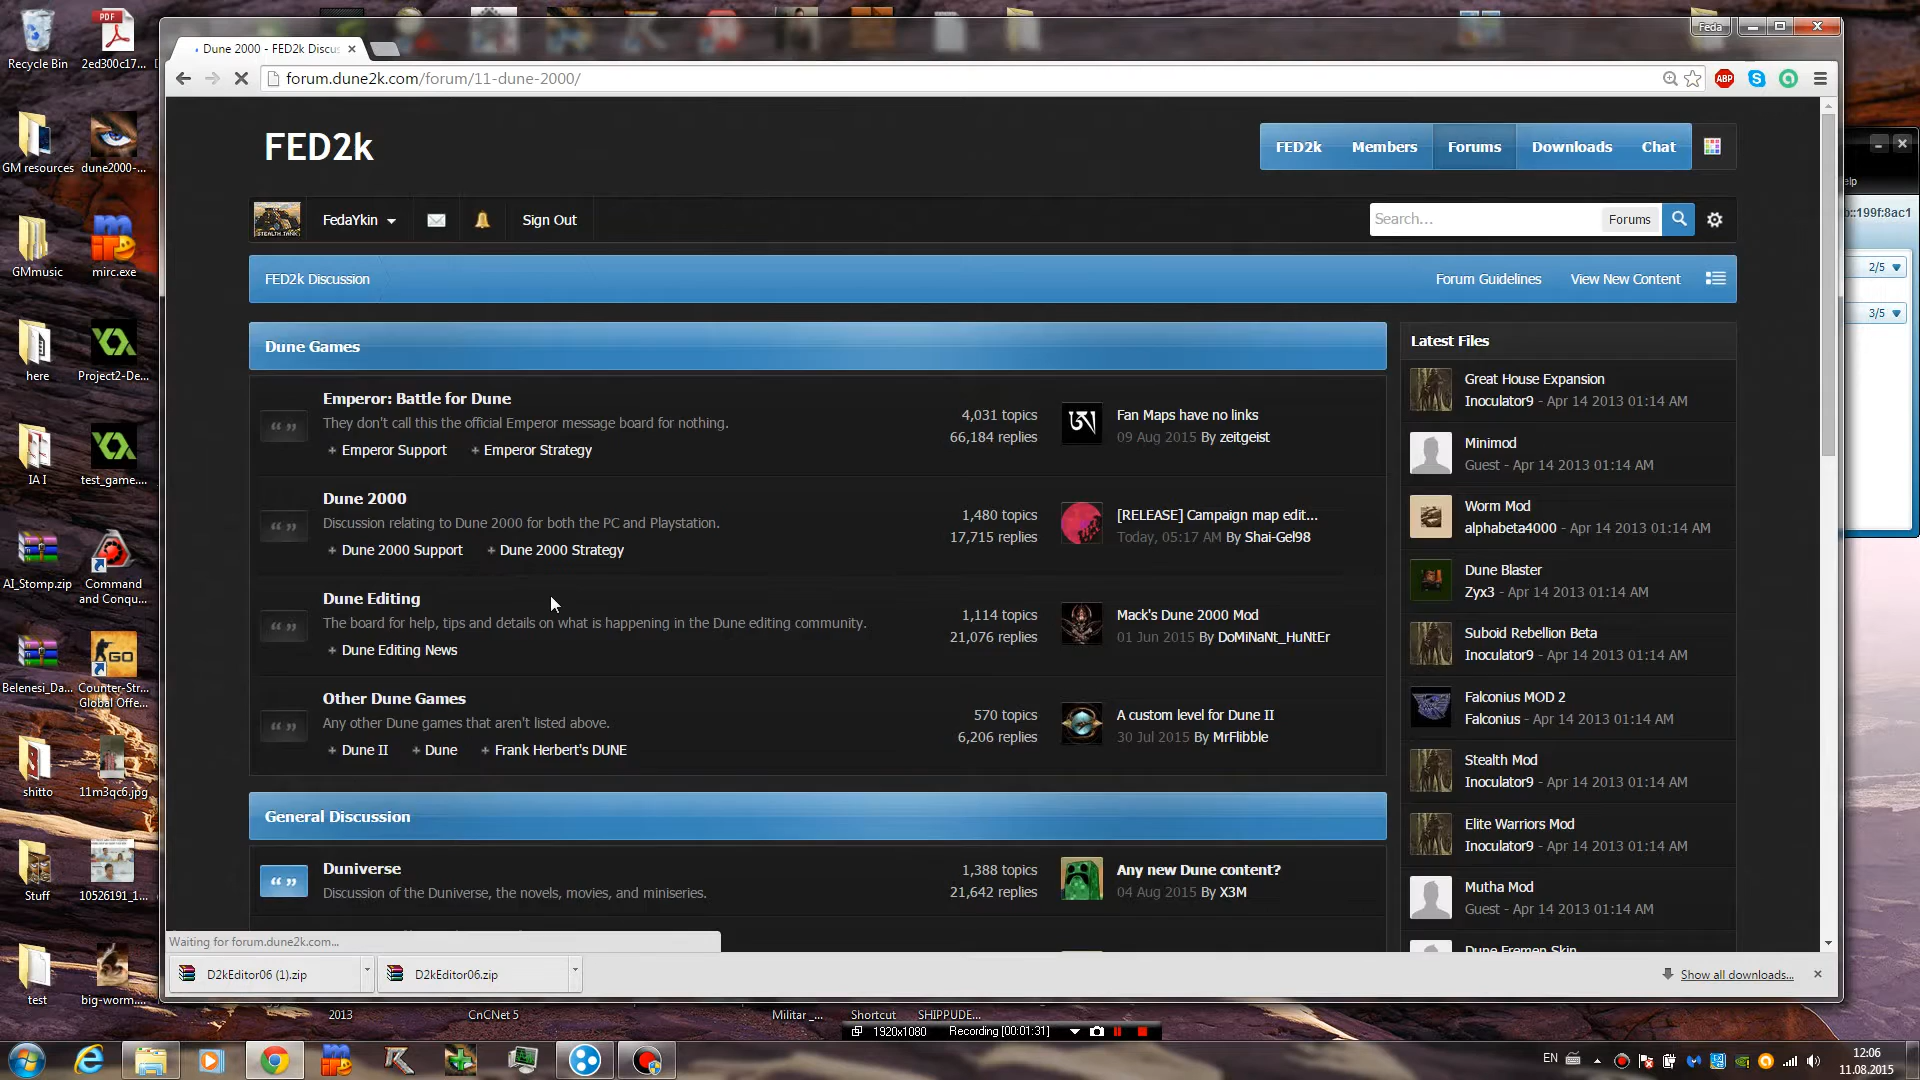 Recycle Bin
2ed300c17...
GM resources
dune2000-...
GMmusic
mirc.exe
here
Project2-De...
IA I
test_game....
AI_Stomp.zip
Command and Conqu...
Belenesi_Da...
Counter-Str... Global Offe...
shitto
11m3qc6.jpg
Stuff
10526191_1...
test
big-worm....
Dune 2000 - FED2k Discus
Feda
forum.dune2k.com/forum/11-dune-2000/
ABP
FED2k
FED2k Members Forums Downloads Chat
FedaYkin
Sign Out
Search... Forums
FED2k Discussion
Forum Guidelines View New Content
Dune Games
Emperor: Battle for Dune
They don't call this the official Emperor message board for nothing.
+ Emperor Support + Emperor Strategy
4,031 topics
66,184 replies
Fan Maps have no links
09 Aug 2015 By zeitgeist
Dune 2000
Discussion relating to Dune 2000 for both the PC and Playstation.
+ Dune 2000 Support + Dune 2000 Strategy
1,480 topics
17,715 replies
[RELEASE] Campaign map edit...
Today, 05:17 AM By Shai-Gel98
Dune Editing
The board for help, tips and details on what is happening in the Dune editing community.
+ Dune Editing News
1,114 topics
21,076 replies
Mack's Dune 2000 Mod
01 Jun 2015 By DoMiNaNt_HuNtEr
Other Dune Games
Any other Dune games that aren't listed above.
+ Dune II + Dune + Frank Herbert's DUNE
570 topics
6,206 replies
A custom level for Dune II
30 Jul 2015 By MrFlibble
General Discussion
Duniverse
Discussion of the Duniverse, the novels, movies, and miniseries.
1,388 topics
21,642 replies
Any new Dune content?
04 Aug 2015 By X3M
Latest Files
Great House Expansion
Inoculator9 - Apr 14 2013 01:14 AM
Minimod
Guest - Apr 14 2013 01:14 AM
Worm Mod
alphabeta4000 - Apr 14 2013 01:14 AM
Dune Blaster
Zyx3 - Apr 14 2013 01:14 AM
Suboid Rebellion Beta
Inoculator9 - Apr 14 2013 01:14 AM
Falconius MOD 2
Falconius - Apr 14 2013 01:14 AM
Stealth Mod
Inoculator9 - Apr 14 2013 01:14 AM
Elite Warriors Mod
Inoculator9 - Apr 14 2013 01:14 AM
Mutha Mod
Guest - Apr 14 2013 01:14 AM
Dune Fremen Skin
elp
b::199f:8ac1
2/5
3/5
Waiting for forum.dune2k.com...
D2kEditor06 (1).zip
D2kEditor06.zip
Show all downloads...
2013
CnCNet 5
Militar_...
Shortcut
SHIPPUDE...
1920x1080 Recording [00:01:31]
EN
12:06
11.08.2015